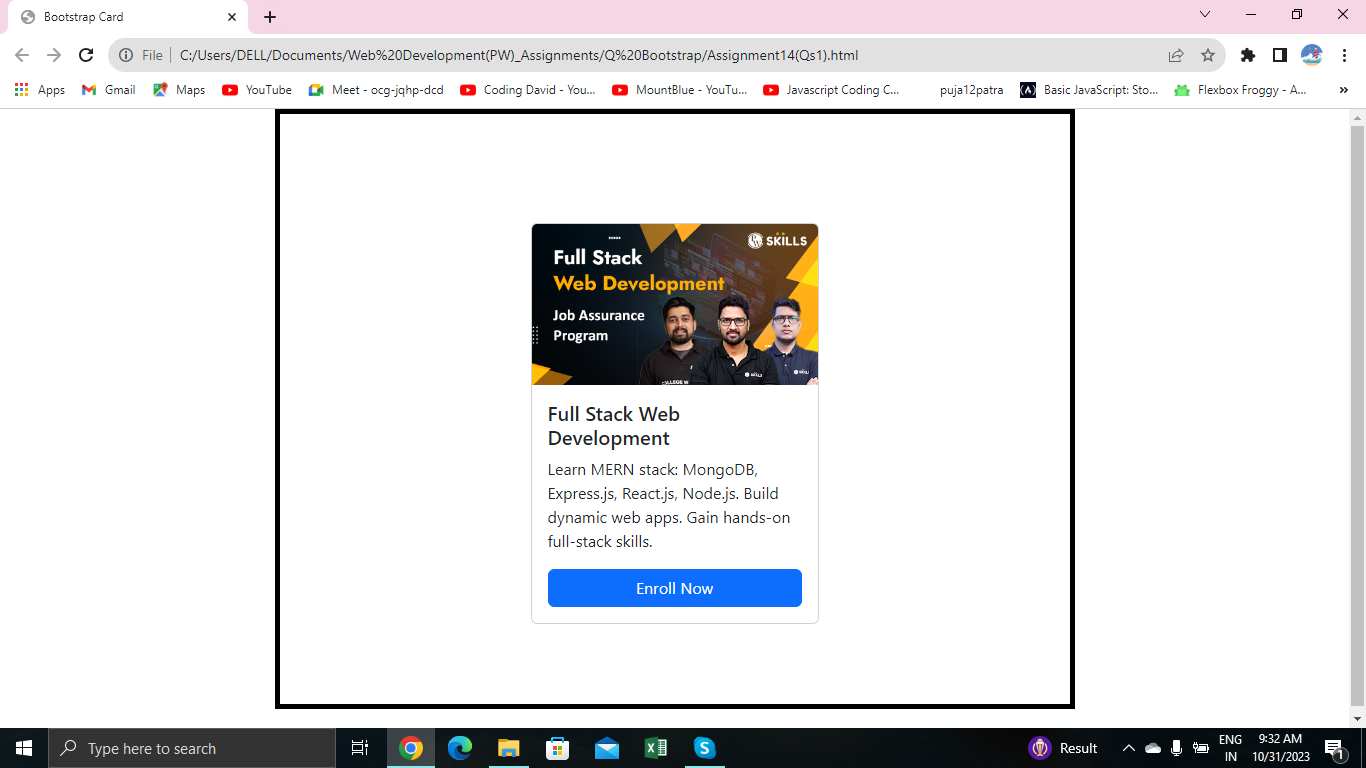 Bootstrap Card
File
C:/Users/DELL/Documents/Web%20Development(PW)_Assignments/Q%20Bootstrap/Assignment14(Qs1).html
Apps
Gmail
Maps
YouTube
Meet - ocg-jqhp-dcd
Coding David - You...
MountBlue - YouTu...
Javascript Coding C...
puja12patra
Basic JavaScript: Sto...
Flexbox Froggy - A...
»
SKILLS
Full Stack
Web Development
Job Assurance
Program
Full Stack Web
Development
Learn MERN stack: MongoDB,
Express.js, React.js, Node.js. Build
dynamic web apps. Gain hands-on
full-stack skills.
Enroll Now
Type here to search
Result
ENG
IN
9:32 AM
10/31/2023
1